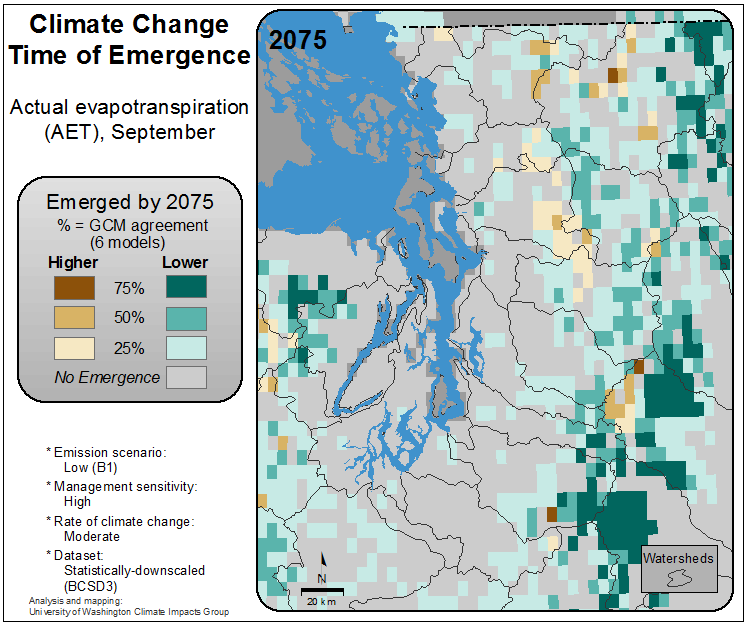 Climate Change
Time of Emergence
Actual evapotranspiration
(AET), September
Emerged by 2075
% = GCM agreement
(6 models)
Higher Lower
75%
50%
25%
No Emergence
* Emission scenario:
Low (B1)
* Management sensitivity:
High
* Rate of climate change:
Moderate
* Dataset:
Statistically-downscaled
(BCSD3)
Analysis and mapping:
University of Washington Climate Impacts Group
2075
N
20 km
Watersheds